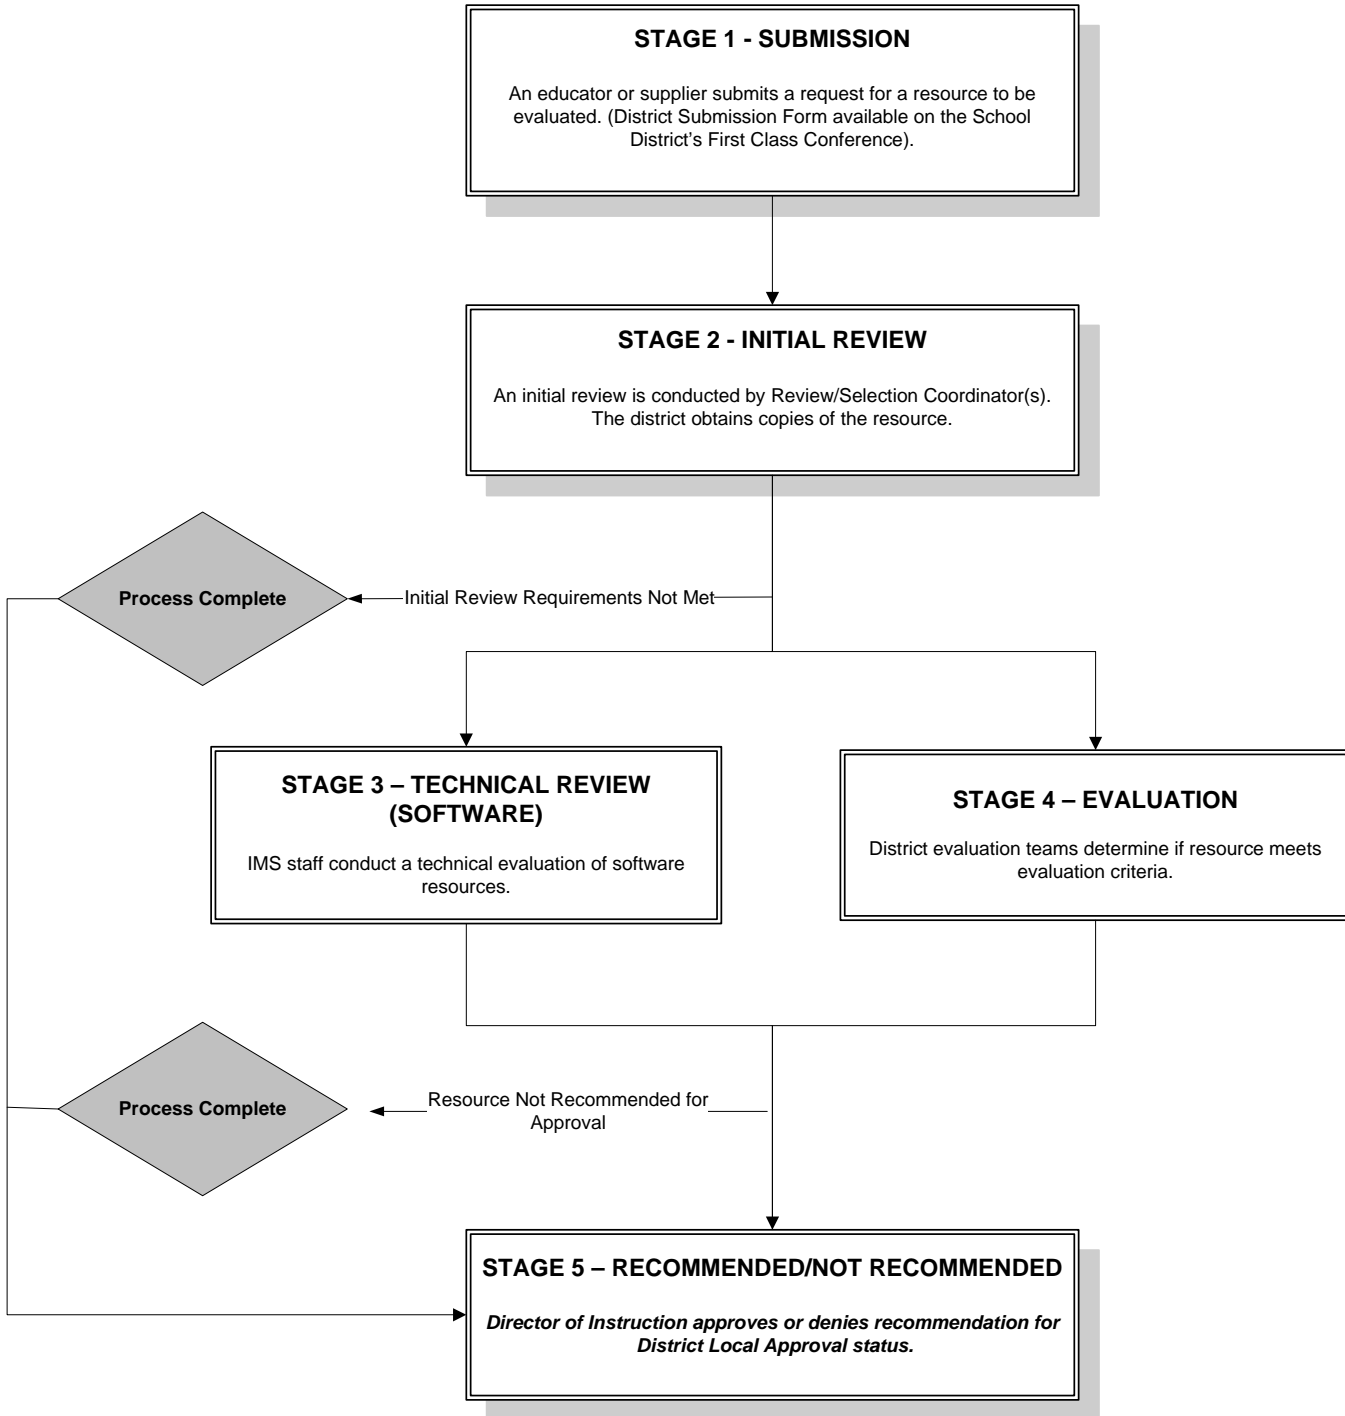 STAGE 1 - SUBMISSION
An educator or supplier submits a request for a resource to be
evaluated. (District Submission Form available on the School
District's First Class Conference).
STAGE 2 - INITIAL REVIEW
An initial review is conducted by Review/Selection Coordinator(s).
The district obtains copies of the resource.
Process Complete
Initial Review Requirements Not Met
STAGE 3 – TECHNICAL REVIEW
(SOFTWARE)
IMS staff conduct a technical evaluation of software
resources.
STAGE 4 – EVALUATION
District evaluation teams determine if resource meets
evaluation criteria.
Process Complete
Resource Not Recommended for
Approval
STAGE 5 – RECOMMENDED/NOT RECOMMENDED
Director of Instruction approves or denies recommendation for
District Local Approval status.